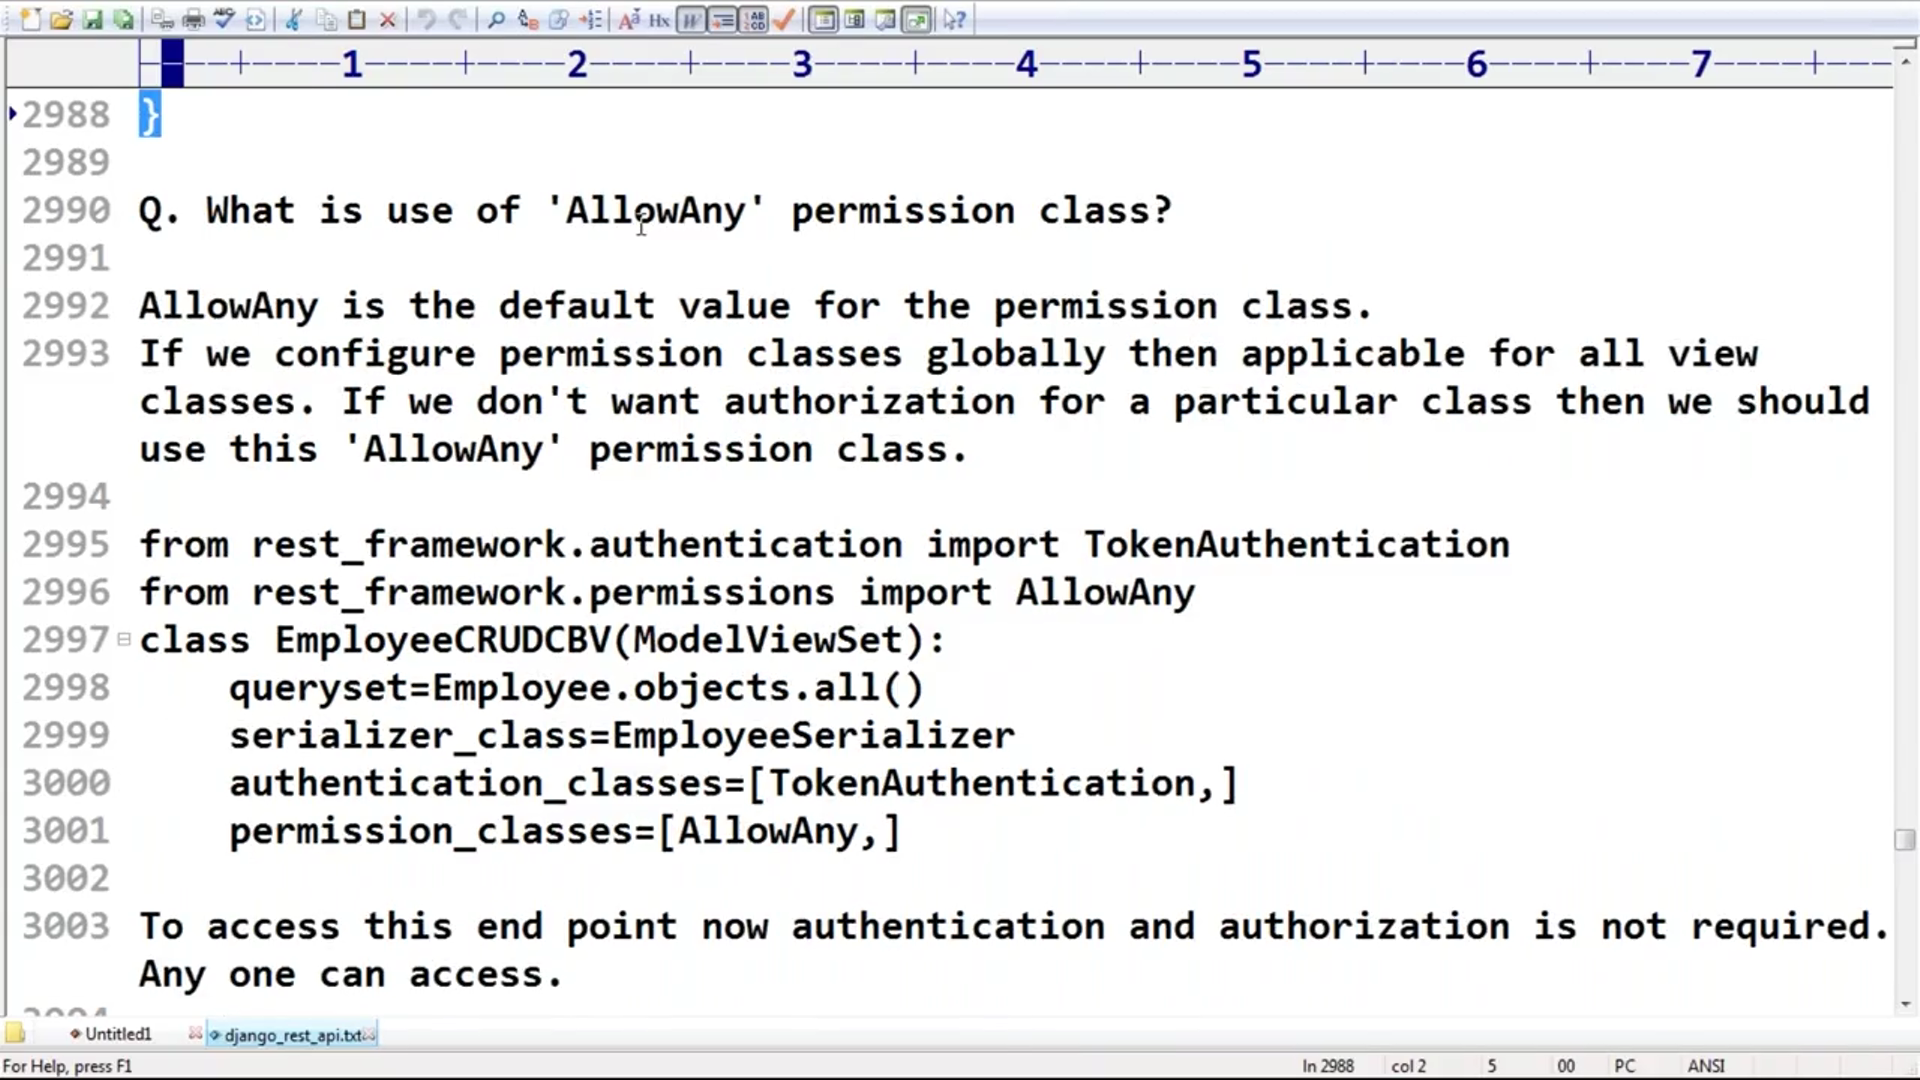 1 2 3 4 5 6 7
2988 }
2989
2990 Q. What is use of 'AllowAny' permission class?
2991
2992 AllowAny is the default value for the permission class.
2993 If we configure permission classes globally then applicable for all view
classes. If we don't want authorization for a particular class then we should
use this 'AllowAny' permission class.
2994
2995 from rest_framework.authentication import TokenAuthentication
2996 from rest_framework.permissions import AllowAny
2997 class EmployeeCRUDCBV(ModelViewSet):
2998     queryset=Employee.objects.all()
2999     serializer_class=EmployeeSerializer
3000     authentication_classes=[TokenAuthentication,]
3001     permission_classes=[AllowAny,]
3002
3003 To access this end point now authentication and authorization is not required.
Any one can access.
Untitled1 django_rest_api.txt
For Help, press F1 ln 2988 col 2 5 00 PC ANSI